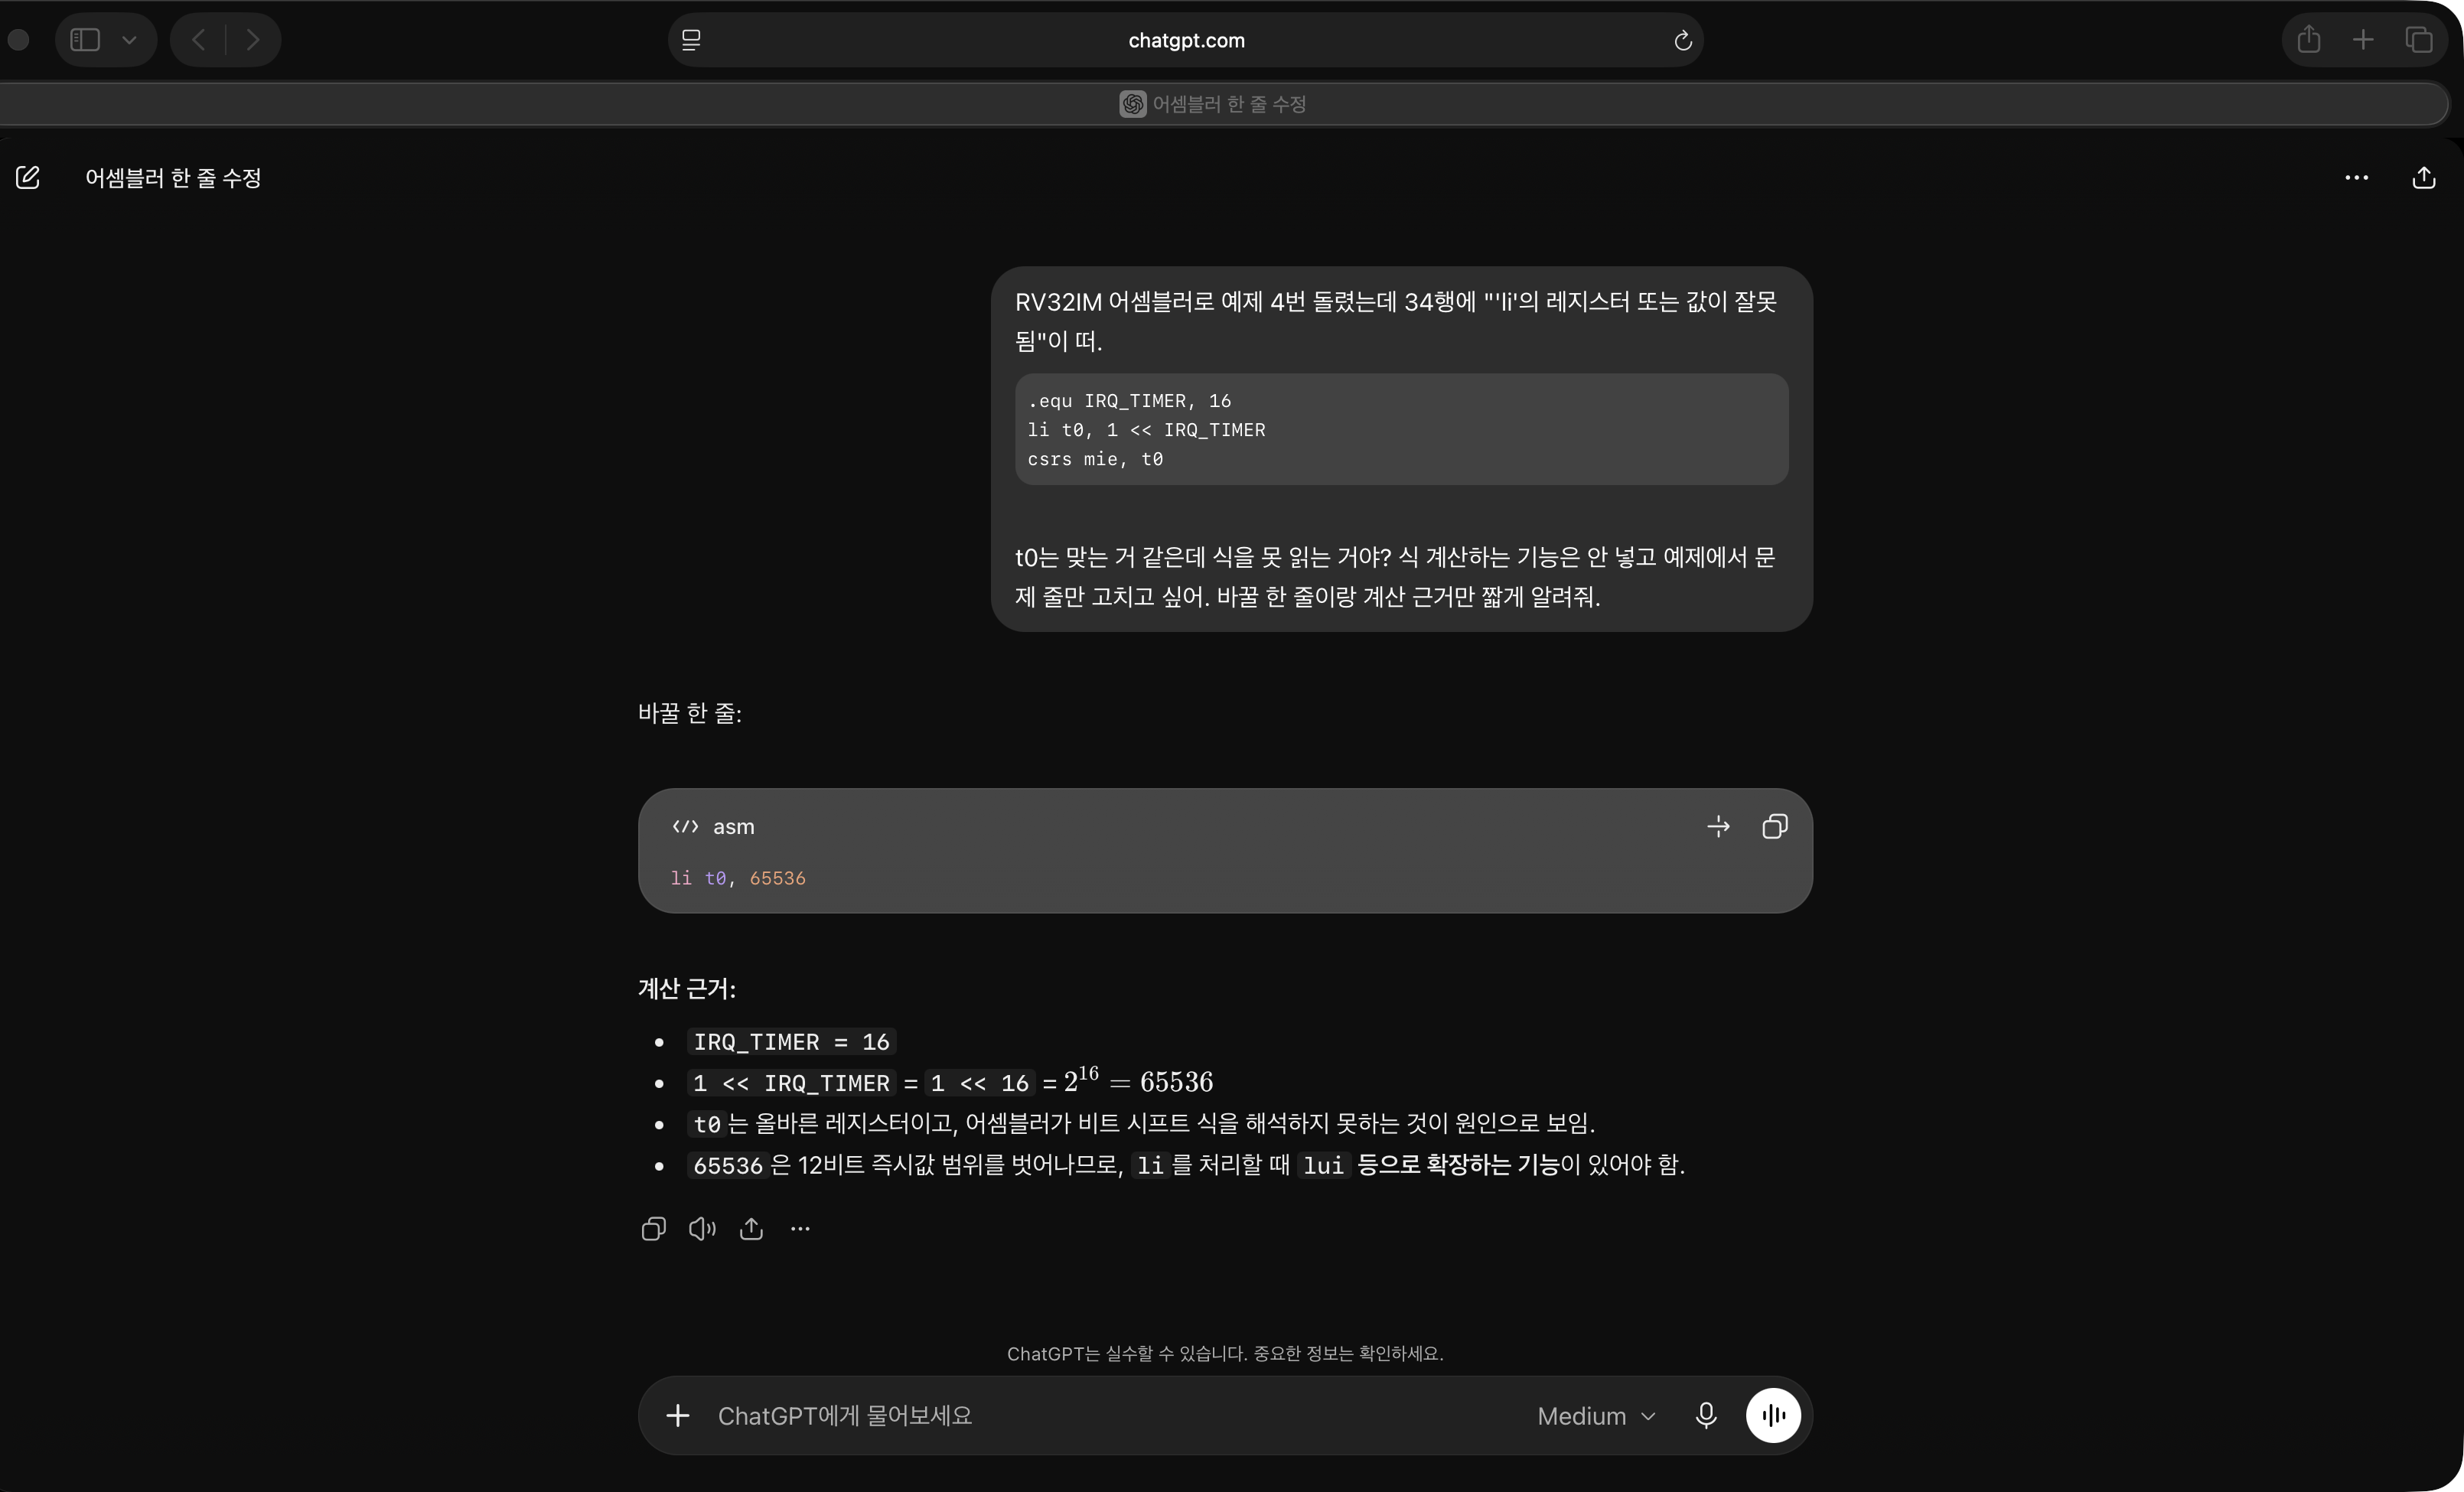 chatgpt.com
어셈블러 한 줄 수정
어셈블러 한 줄 수정
RV32IM 어셈블러로 예제 4번 돌렸는데 34행에 "'li'의 레지스터 또는 값이 잘못
됨"이 떠.
.equ IRQ_TIMER, 16
li t0, 1 << IRQ_TIMER
csrs mie, t0
t0는 맞는 거 같은데 식을 못 읽는 거야? 식 계산하는 기능은 안 넣고 예제에서 문
제 줄만 고치고 싶어. 바꿀 한 줄이랑 계산 근거만 짧게 알려줘.
바꿀 한 줄:
</> asm
li t0, 65536
계산 근거:
• IRQ_TIMER = 16
• 1 << IRQ_TIMER = 1 << 16 = 2^16 = 65536
• t0는 올바른 레지스터이고, 어셈블러가 비트 시프트 식을 해석하지 못하는 것이 원인으로 보임.
• 65536은 12비트 즉시값 범위를 벗어나므로, li를 처리할 때 lui 등으로 확장하는 기능이 있어야 함.
ChatGPT는 실수할 수 있습니다. 중요한 정보는 확인하세요.
ChatGPT에게 물어보세요
Medium